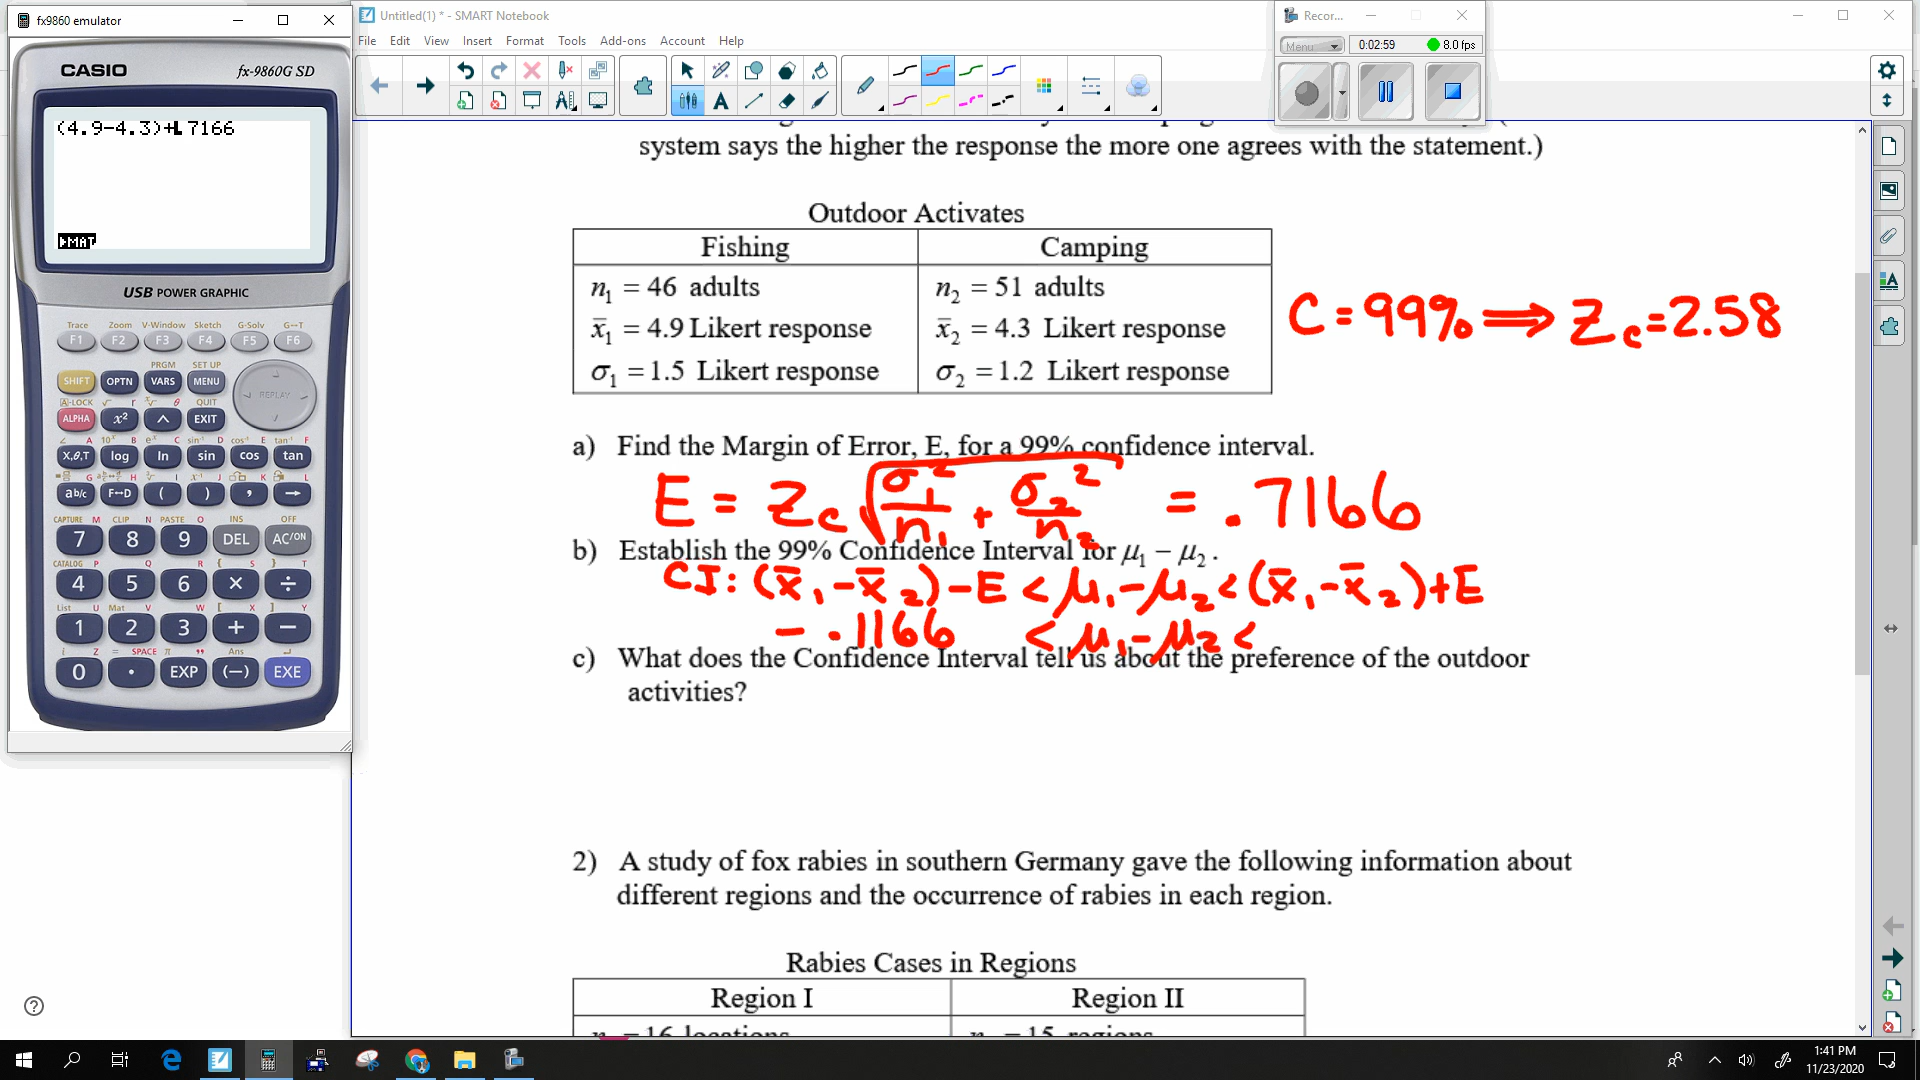 fx9860 emulator
CASIO
fx-9860G SD
(4.9-4.3)+.7166
▶MAT
USB POWER GRAPHIC
Trace Zoom V-Window Sketch G-Solv G↔T
F1 F2 F3 F4 F5 F6
PRGM SET UP
SHIFT OPTN VARS MENU
REPLAY
A-LOCK QUIT
ALPHA x² ^ EXIT
X,θ,T log ln sin cos tan
a b/c F↔D ( ) , →
CAPTURE M CLIP N PASTE O INS OFF
7 8 9 DEL AC/ON
CATALOG P Q R { S } T
4 5 6 × ÷
List U Mat V W [ X ] Y
1 2 3 + −
i Z = SPACE π " Ans
0 . EXP (−) EXE
Untitled(1) * - SMART Notebook
File Edit View Insert Format Tools Add-ons Account Help
Recor...
Menu 0:02:59 8.0 fps
system says the higher the response the more one agrees with the statement.)
Outdoor Activates
Fishing Camping
n₁ = 46 adults n₂ = 51 adults
x̄₁ = 4.9 Likert response x̄₂ = 4.3 Likert response
σ₁ = 1.5 Likert response σ₂ = 1.2 Likert response
C = 99% ⟹ Z_c = 2.58
a) Find the Margin of Error, E, for a 99% confidence interval.
E = Z_c √(σ₁²/n₁ + σ₂²/n₂) = .7166
b) Establish the 99% Confidence Interval for μ₁ − μ₂ .
CI: (x̄₁ - x̄₂) - E < μ₁ - μ₂ < (x̄₁ - x̄₂) + E
- .1166 < μ₁ - μ₂ <
c) What does the Confidence Interval tell us about the preference of the outdoor
activities?
2) A study of fox rabies in southern Germany gave the following information about
different regions and the occurrence of rabies in each region.
Rabies Cases in Regions
Region I Region II
= 16 locations = 15 regions
1:41 PM
11/23/2020